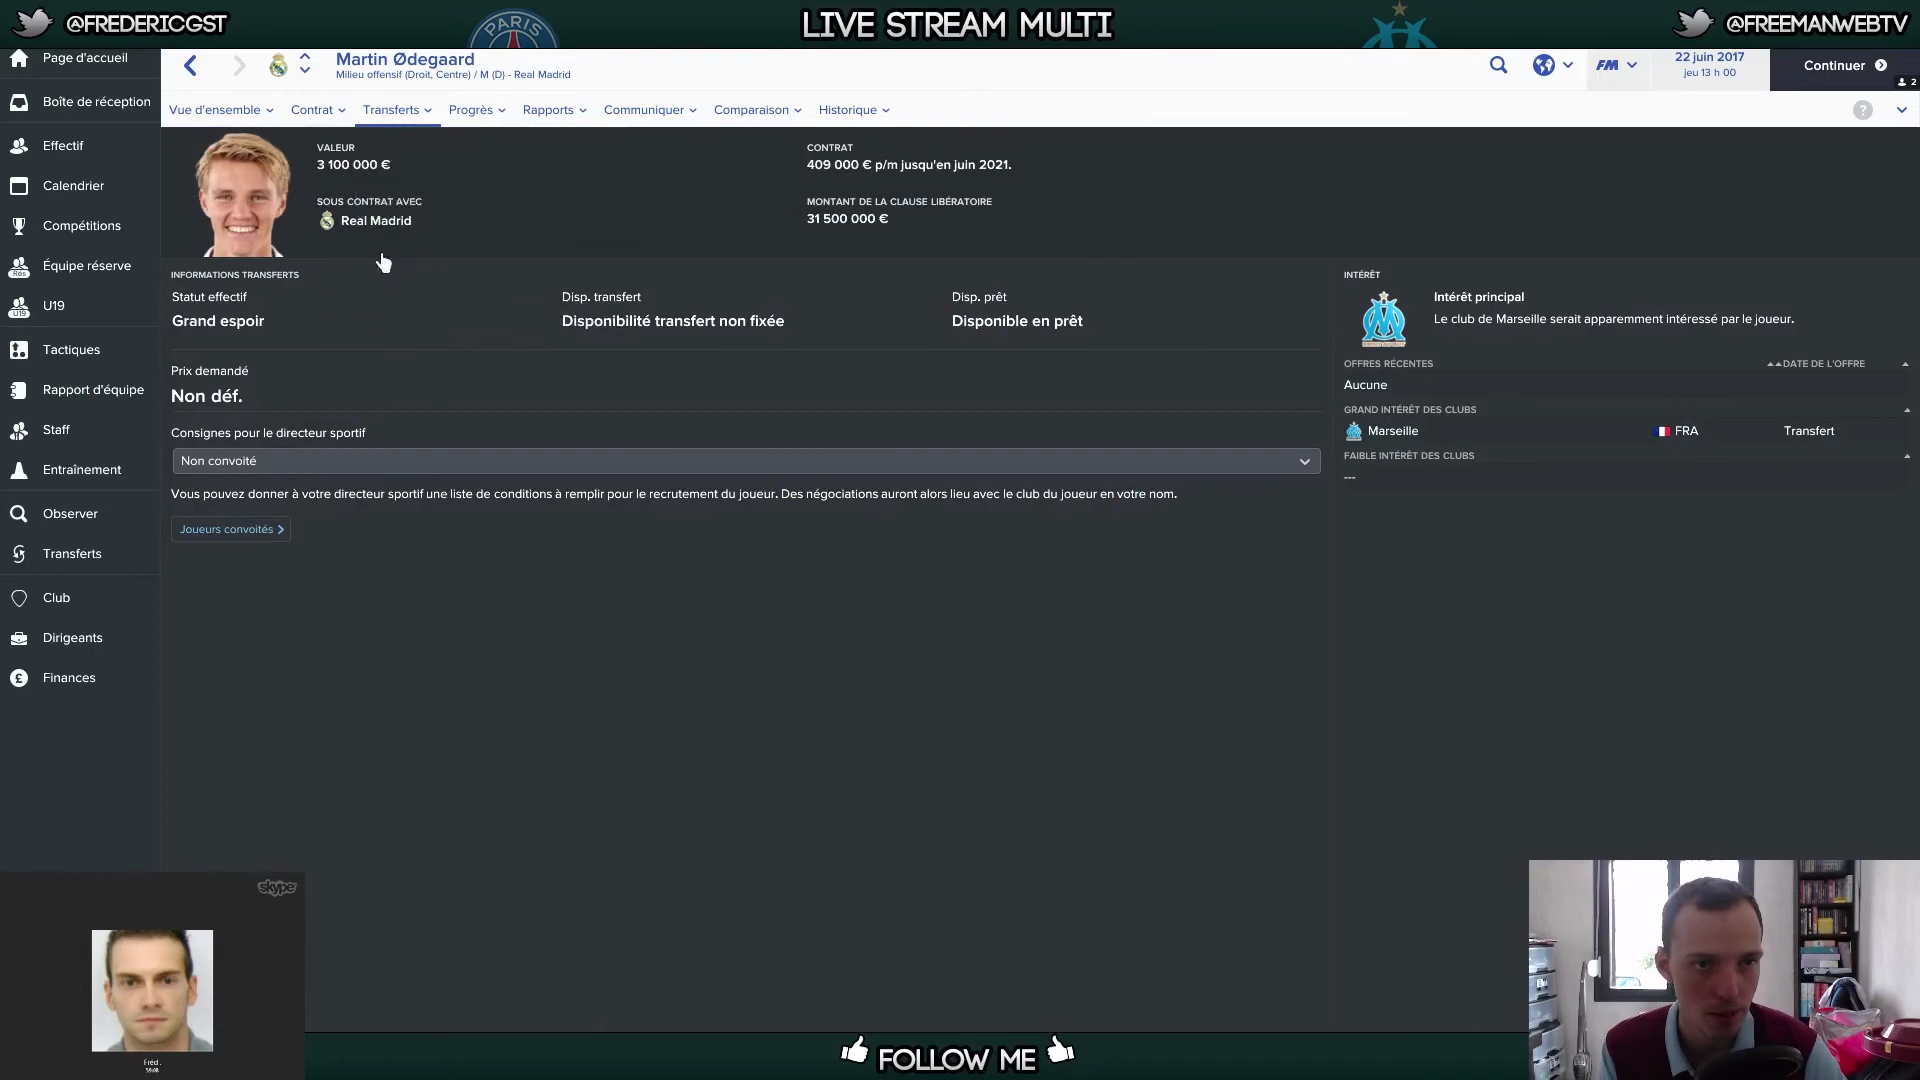 @FREDERICGST
PARIS
LIVE STREAM MULTI
@FREEMANWEBTV
Page d'accueil
Boîte de réception
Effectif
Calendrier
Compétitions
Équipe réserve
Rés
U19
U19
Tactiques
Rapport d'équipe
Staff
Entraînement
Observer
Transferts
Club
Dirigeants
Finances
Martin Ødegaard
Milieu offensif (Droit, Centre) / M (D) - Real Madrid
FM
22 juin 2017
jeu 13 h 00
Continuer
2
Vue d'ensemble
Contrat
Transferts
Progrès
Rapports
Communiquer
Comparaison
Historique
?
VALEUR
3 100 000 €
SOUS CONTRAT AVEC
Real Madrid
CONTRAT
409 000 € p/m jusqu'en juin 2021.
MONTANT DE LA CLAUSE LIBÉRATOIRE
31 500 000 €
INFORMATIONS TRANSFERTS
Statut effectif
Grand espoir
Disp. transfert
Disponibilité transfert non fixée
Disp. prêt
Disponible en prêt
Prix demandé
Non déf.
Consignes pour le directeur sportif
Non convoité
Vous pouvez donner à votre directeur sportif une liste de conditions à remplir pour le recrutement du joueur. Des négociations auront alors lieu avec le club du joueur en votre nom.
Joueurs convoités
INTÉRÊT
Intérêt principal
Le club de Marseille serait apparemment intéressé par le joueur.
OFFRES RÉCENTES
DATE DE L'OFFRE
Aucune
GRAND INTÉRÊT DES CLUBS
Marseille FRA Transfert
FAIBLE INTÉRÊT DES CLUBS
---
skype
FOLLOW ME